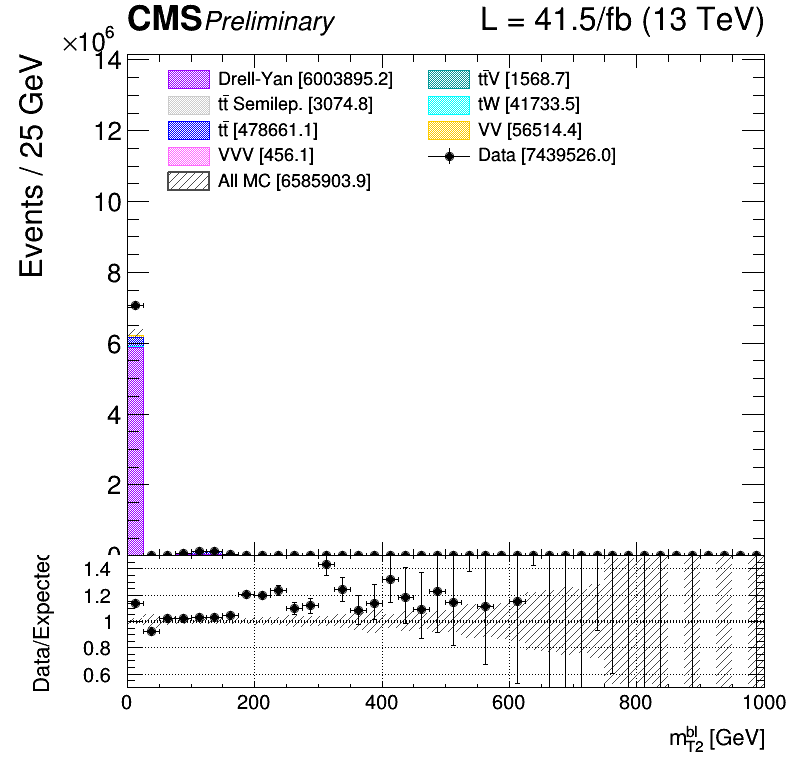 CMS Preliminary L = 41.5/fb (13 TeV)
×10⁶
Events / 25 GeV
14
12
10
8
6
4
2
0
Drell-Yan [6003895.2]
tt̄ Semilep. [3074.8]
tt̄ [478661.1]
VVV [456.1]
All MC [6585903.9]
tt̄V [1568.7]
tW [41733.5]
VV [56514.4]
Data [7439526.0]
Data/Expected
1.4
1.2
1
0.8
0.6
0 200 400 600 800 1000
m_{T2}^{bl} [GeV]